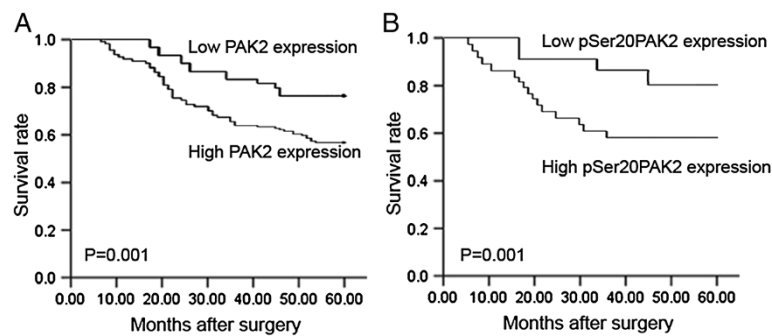 A
Survival rate
1.0
0.8
0.6
0.4
0.2
0.0
Low PAK2 expression
High PAK2 expression
P=0.001
0.00 10.00 20.00 30.00 40.00 50.00 60.00
Months after surgery
B
Survival rate
1.0
0.8
0.6
0.4
0.2
0.0
Low pSer20PAK2 expression
High pSer20PAK2 expression
P=0.001
0.00 10.00 20.00 30.00 40.00 50.00 60.00
Months after surgery